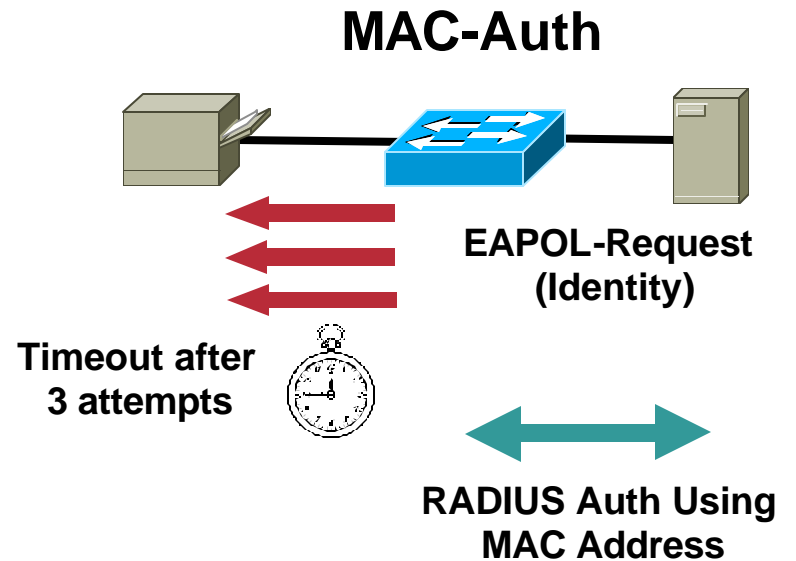 MAC-Auth
EAPOL-Request
(Identity)
Timeout after
3 attempts
RADIUS Auth Using
MAC Address